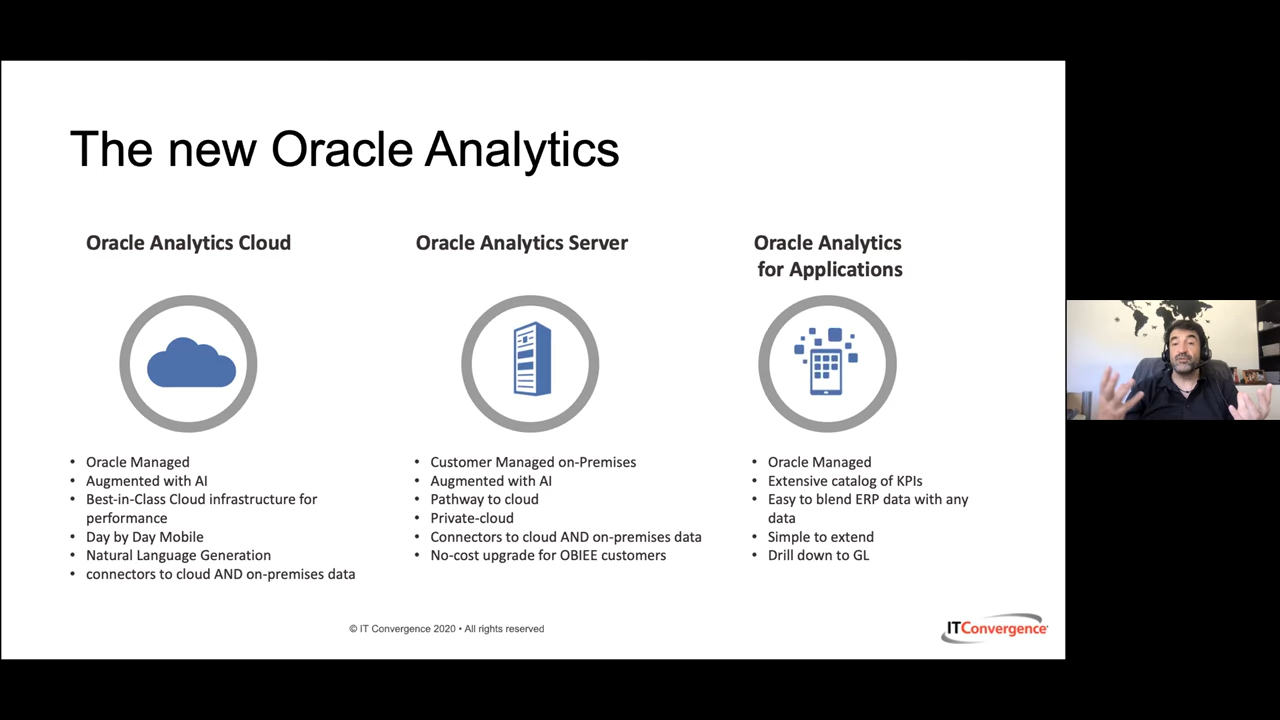 The new Oracle Analytics
Oracle Analytics Cloud
• Oracle Managed
• Augmented with AI
• Best-in-Class Cloud infrastructure for
performance
• Day by Day Mobile
• Natural Language Generation
• connectors to cloud AND on-premises data
Oracle Analytics Server
• Customer Managed on-Premises
• Augmented with AI
• Pathway to cloud
• Private-cloud
• Connectors to cloud AND on-premises data
• No-cost upgrade for OBIEE customers
Oracle Analytics
for Applications
• Oracle Managed
• Extensive catalog of KPIs
• Easy to blend ERP data with any
data
• Simple to extend
• Drill down to GL
© IT Convergence 2020 • All rights reserved
ITConvergence